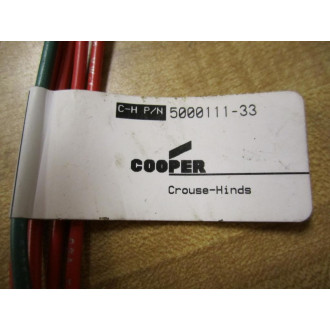 C-H P/N 5000111-33
COOPER
Crouse-Hinds